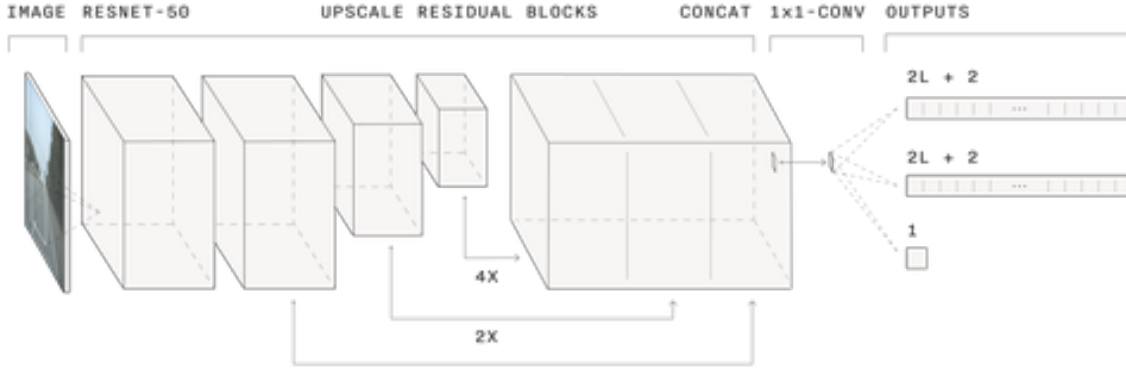 IMAGE RESNET-50 UPSCALE RESIDUAL BLOCKS CONCAT 1x1-CONV OUTPUTS
2L + 2
2L + 2
1
4X
2X